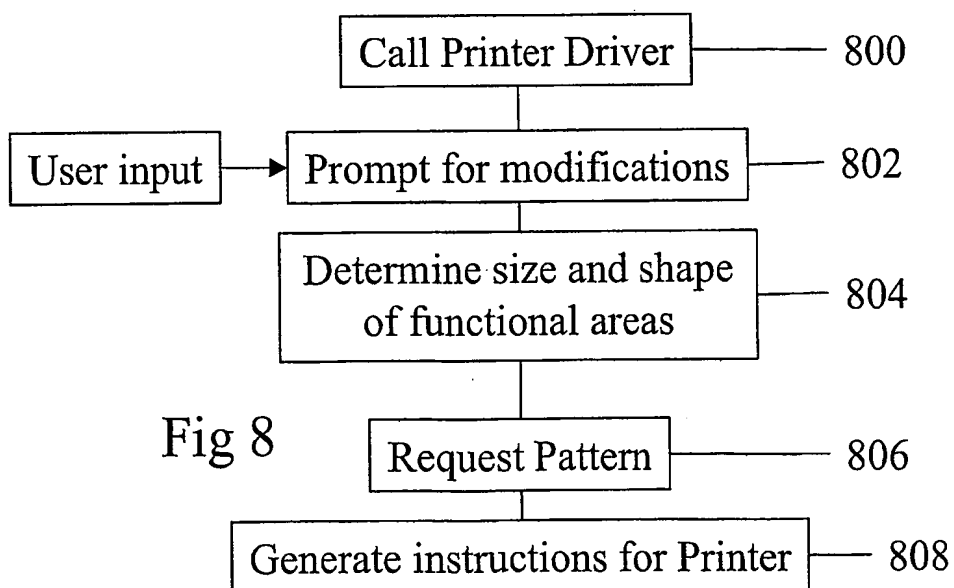 Call Printer Driver 800
User input Prompt for modifications 802
Determine size and shape
of functional areas 804
Fig 8
Request Pattern 806
Generate instructions for Printer 808